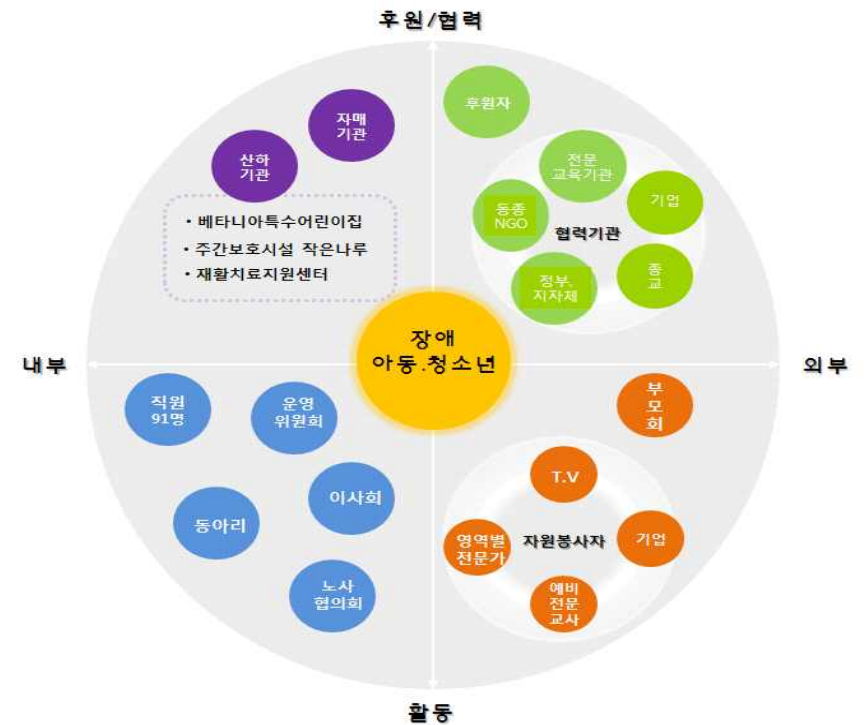 후원/협력
자매
기관
산하
기관
· 베타니아특수어린이집
· 주간보호시설 작은나루
· 재활치료지원센터
후원자
전문
교육기관
동종
NGO
기업
협력기관
정부,
지자체
종
교
장애
아동.청소년
내부
외부
직원
91명
운영
위원회
이사회
동아리
노사
협의회
부
모
회
T.V
영역별
전문가
자원봉사자
기업
예비
전문
교사
활동